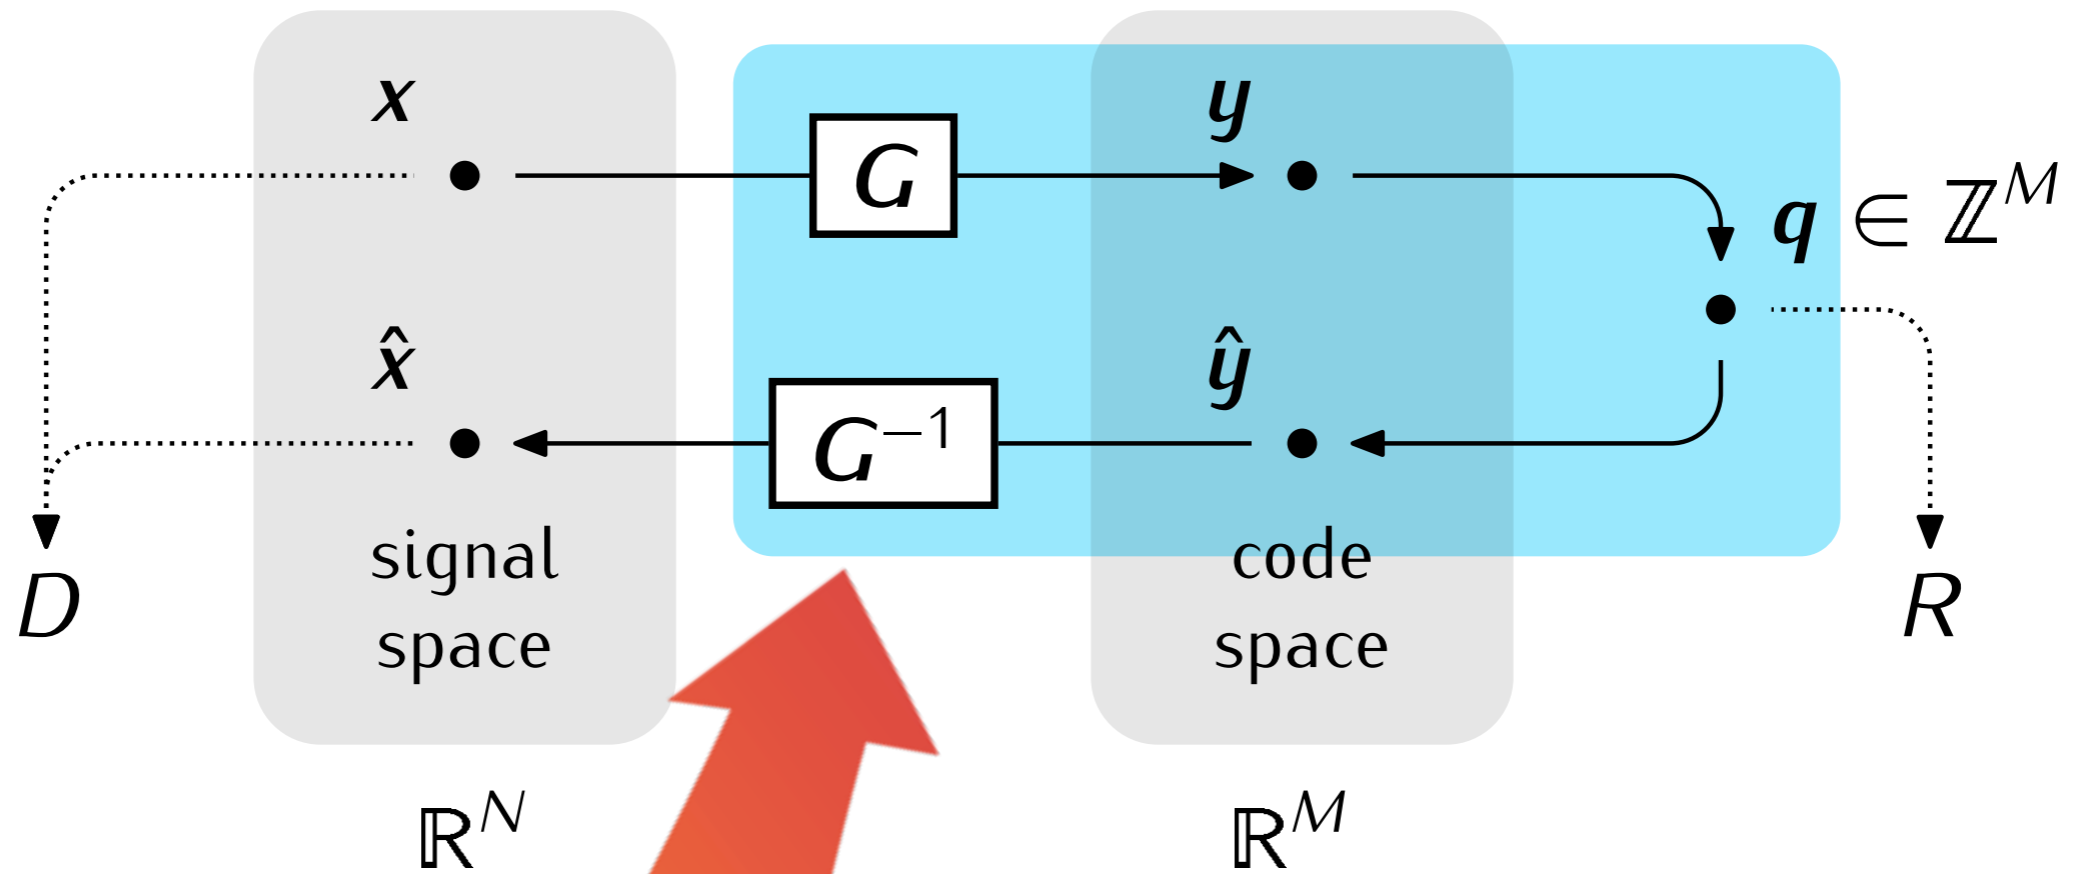 x
y
G
q ∈ ℤ^M
x̂
ŷ
G⁻¹
signal
space
code
space
D
R
ℝ^N
ℝ^M